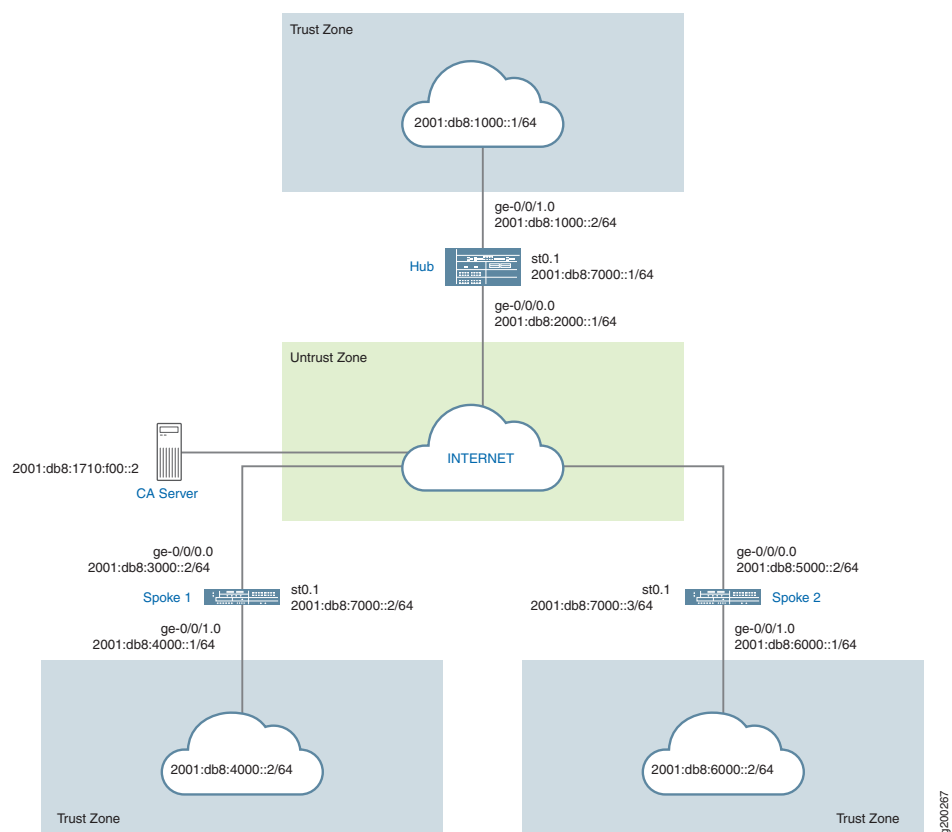 Trust Zone
2001:db8:1000::1/64
ge-0/0/1.0
2001:db8:1000::2/64
Hub
st0.1
2001:db8:7000::1/64
ge-0/0/0.0
2001:db8:2000::1/64
Untrust Zone
INTERNET
2001:db8:1710:f00::2
CA Server
ge-0/0/0.0
2001:db8:3000::2/64
Spoke 1
st0.1
2001:db8:7000::2/64
ge-0/0/1.0
2001:db8:4000::1/64
ge-0/0/0.0
2001:db8:5000::2/64
st0.1
2001:db8:7000::3/64
Spoke 2
ge-0/0/1.0
2001:db8:6000::1/64
2001:db8:4000::2/64
Trust Zone
2001:db8:6000::2/64
Trust Zone
g200267